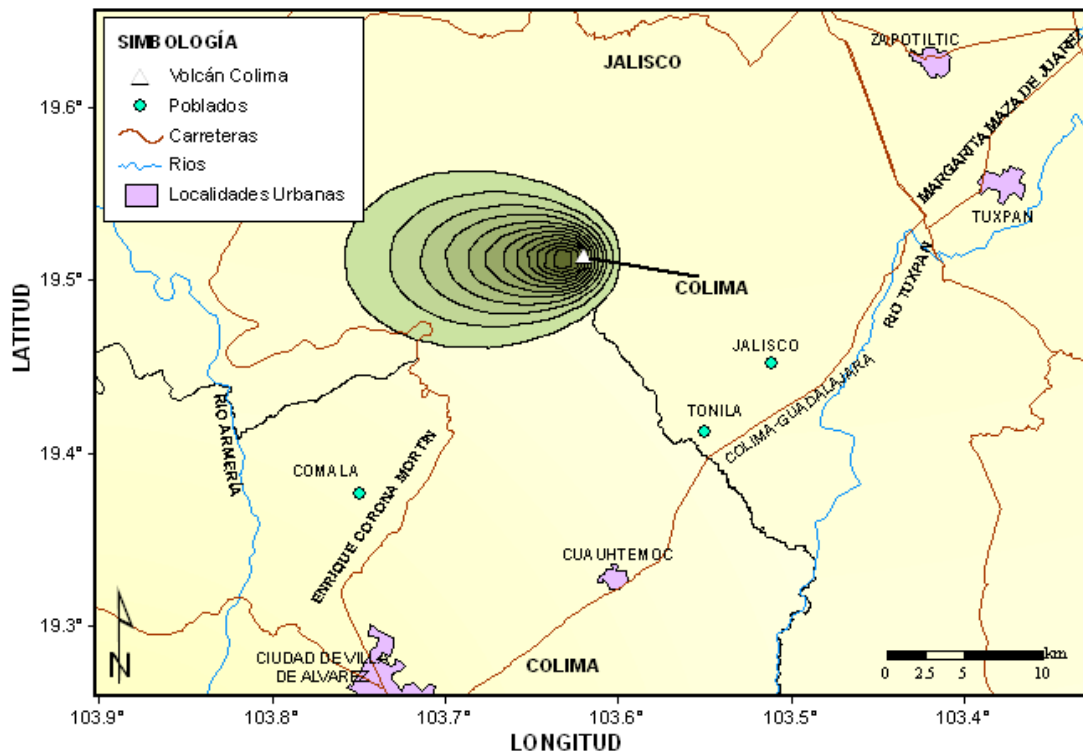 SIMBOLOGÍA
Volcán Colima
Poblados
Carreteras
Rios
Localidades Urbanas
JALISCO
ZAPOTILTIC
MARGARITA MAZA DE JUAREZ
TUXPAN
COLIMA
RIO TUXPAN
JALISCO
TONILA
COLIMA-GUADALAJARA
RIO ARMERÍA
COMALA
ENRIQUE CORONA MORTIN
CUAUHTEMOC
CIUDAD DE VILLA
DE ALVAREZ
COLIMA
N
km
0 2.5 5 10
19.6°
19.5°
19.4°
19.3°
LATITUD
103.9° 103.8° 103.7° 103.6° 103.5° 103.4°
LONGITUD